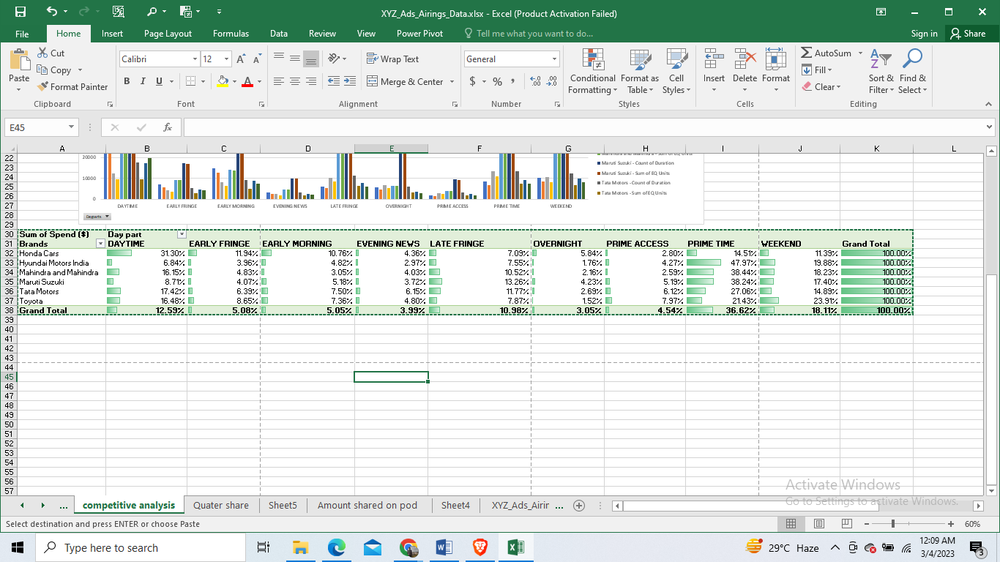 XYZ_Ads_Airings_Data.xlsx - Excel (Product Activation Failed)
File Home Insert Page Layout Formulas Data Review View Power Pivot Tell me what you want to do... Sign in Share
Paste Cut Copy Format Painter Clipboard
Calibri 12 A A B I U A Font
Wrap Text Merge & Center Alignment
General $ % , Number
Conditional Formatting Format as Table Cell Styles Styles
Insert Delete Format Cells
AutoSum Fill Clear Sort & Filter Find & Select Editing
E45 fx
A B C D E F G H I J K L
22 20000
23 Maruti Suzuki - Count of Duration
24 10000 Maruti Suzuki - Sum of EQ Units
25 Tata Motors - Count of Duration
26 0 Tata Motors - Sum of EQ Units
27 DAYTIME EARLY FRINGE EARLY MORNING EVENING NEWS LATE FRINGE OVERNIGHT PRIME ACCESS PRIME TIME WEEKEND
28 Dayparts
29
30 Sum of Spend ($) Day part
31 Brands DAYTIME EARLY FRINGE EARLY MORNING EVENING NEWS LATE FRINGE OVERNIGHT PRIME ACCESS PRIME TIME WEEKEND Grand Total
32 Honda Cars 31.30% 11.94% 10.76% 4.36% 7.09% 5.84% 2.80% 14.51% 11.39% 100.00%
33 Hyundai Motors India 6.84% 3.96% 4.82% 2.97% 7.55% 1.76% 4.27% 47.97% 19.88% 100.00%
34 Mahindra and Mahindra 16.15% 4.83% 3.05% 4.03% 10.52% 2.16% 2.59% 38.44% 18.23% 100.00%
35 Maruti Suzuki 8.71% 4.07% 5.18% 3.72% 13.26% 4.23% 5.19% 38.24% 17.40% 100.00%
36 Tata Motors 17.42% 6.39% 7.50% 6.15% 11.77% 2.69% 6.12% 27.06% 14.89% 100.00%
37 Toyota 16.48% 8.65% 7.36% 4.80% 7.87% 1.52% 7.97% 21.43% 23.91% 100.00%
38 Grand Total 12.59% 5.08% 5.05% 3.99% 10.98% 3.05% 4.54% 36.62% 18.11% 100.00%
39
40
41
42
43
44
45
46
47
48
49
50
51
52
53
54
55
56
57
Activate Windows
Go to Settings to activate Windows.
... competitive analysis Quater share Sheet5 Amount shared on pod Sheet4 XYZ_Ads_Airir ...
Select destination and press ENTER or choose Paste 60%
Type here to search 29°C Haze 12:09 AM
3/4/2023 3